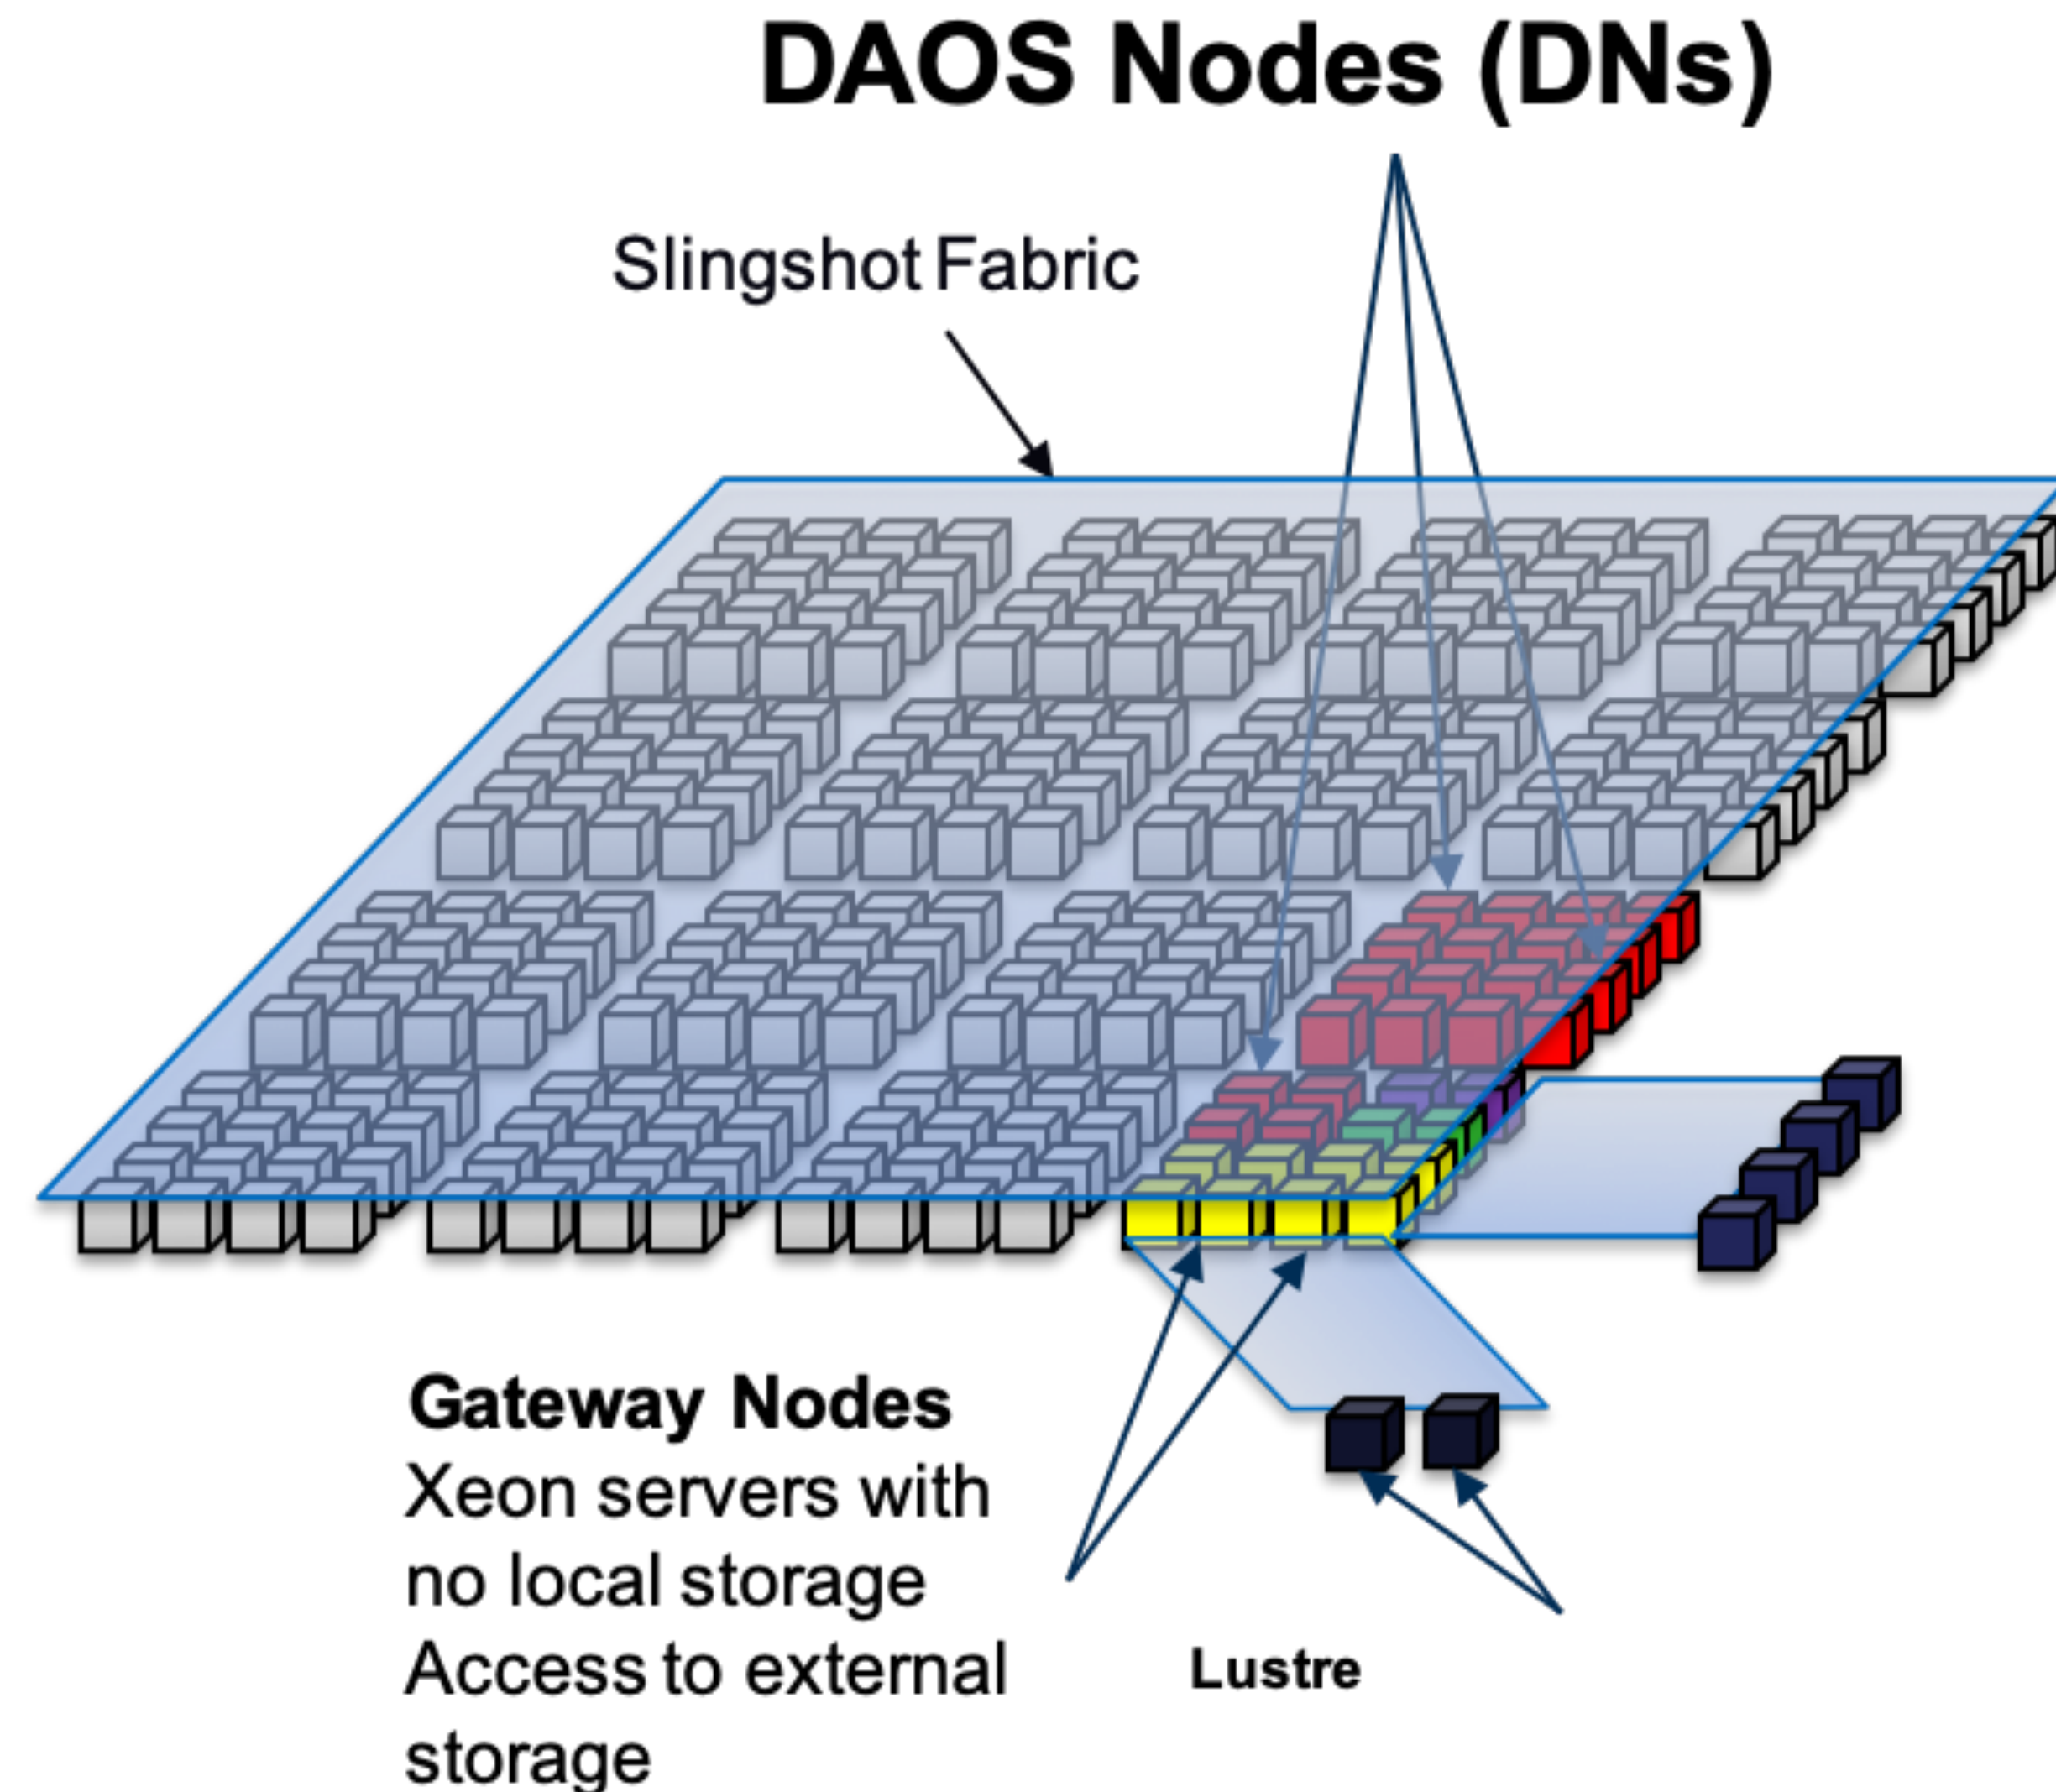 DAOS Nodes (DNs)
Slingshot Fabric
Gateway Nodes
Xeon servers with
no local storage
Access to external
storage
Lustre